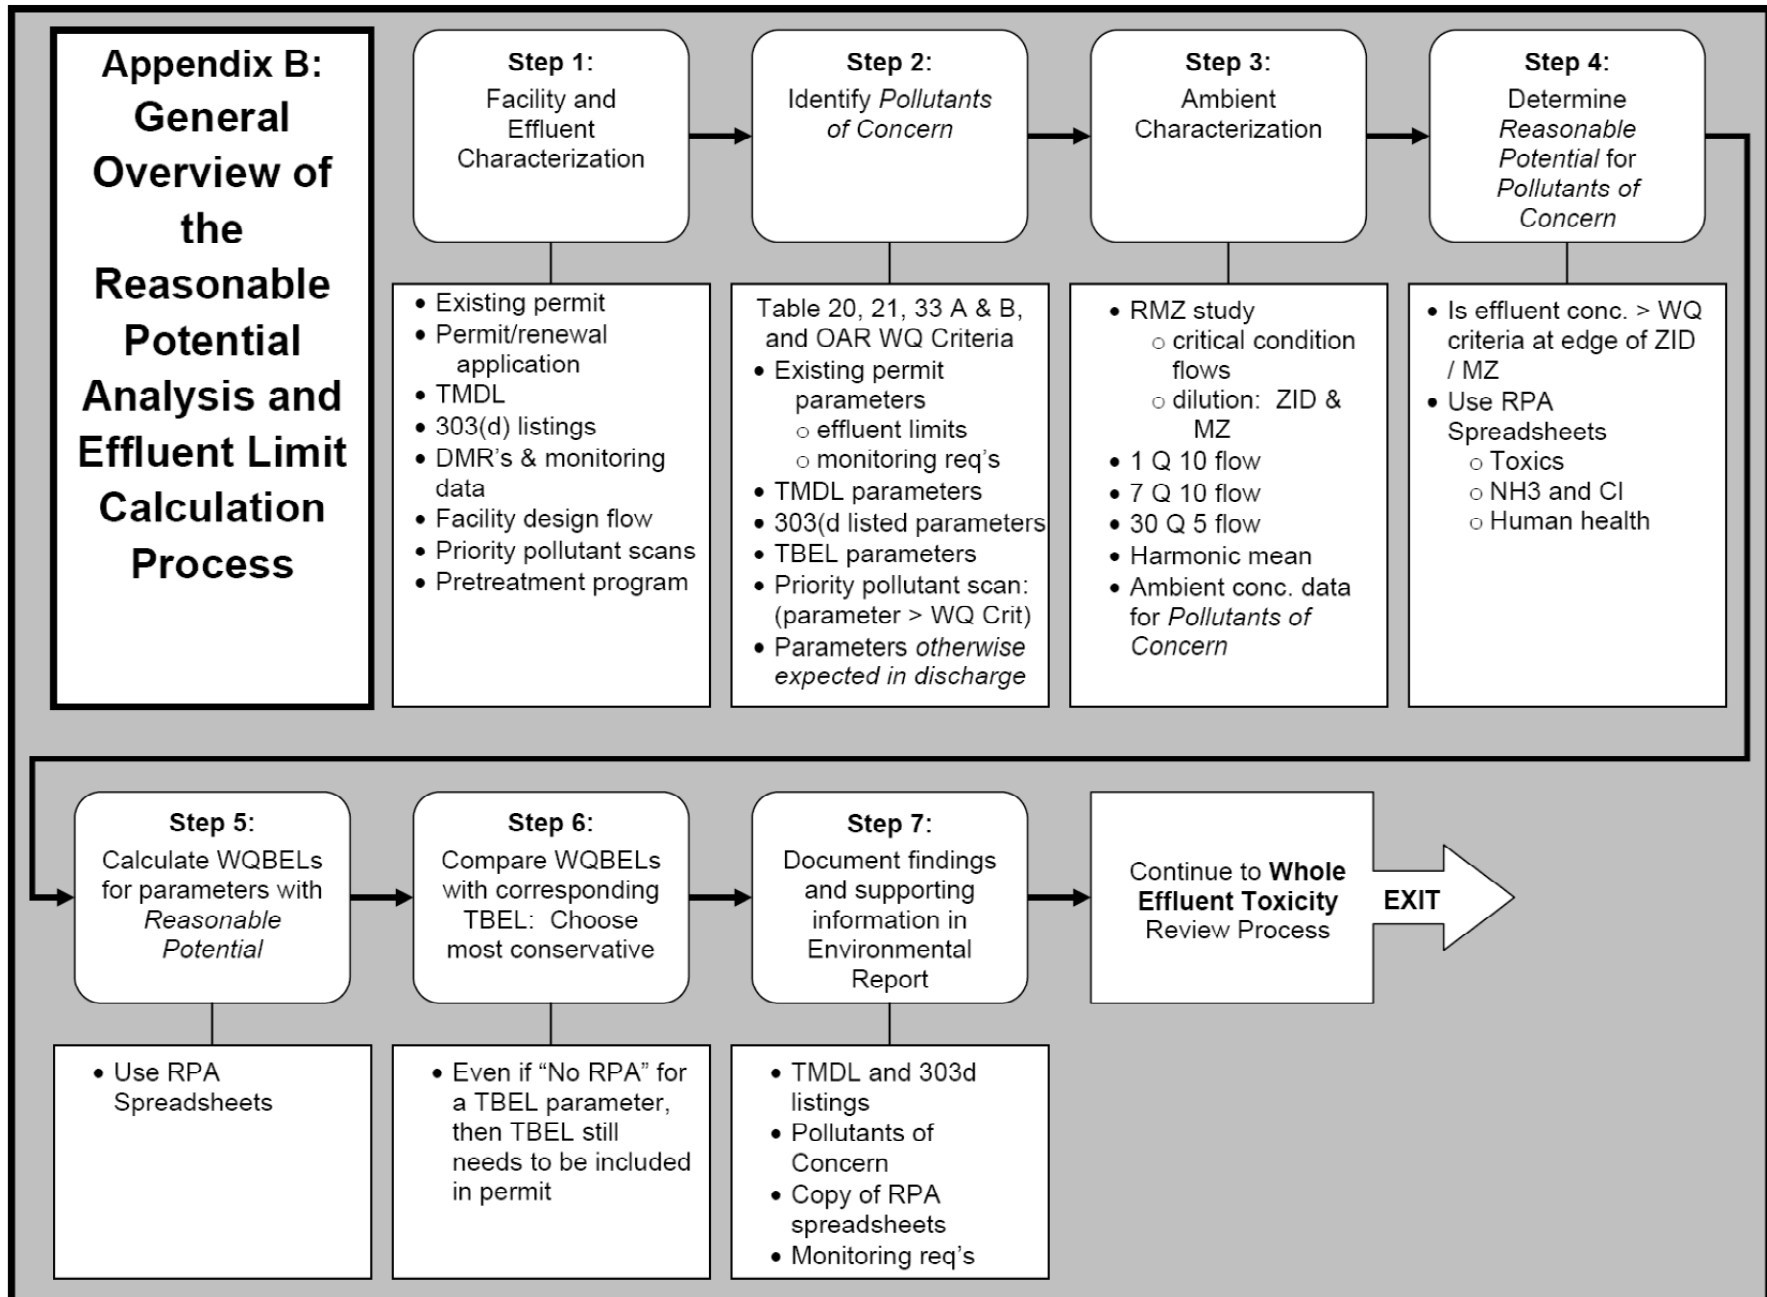 Appendix B:
General
Overview of
the
Reasonable
Potential
Analysis and
Effluent Limit
Calculation
Process
Step 1:
Facility and
Effluent
Characterization
• Existing permit
• Permit/renewal
application
• TMDL
• 303(d) listings
• DMR's & monitoring
data
• Facility design flow
• Priority pollutant scans
• Pretreatment program
Step 2:
Identify Pollutants
of Concern
Table 20, 21, 33 A & B,
and OAR WQ Criteria
• Existing permit
parameters
o effluent limits
o monitoring req's
• TMDL parameters
• 303(d listed parameters
• TBEL parameters
• Priority pollutant scan:
(parameter > WQ Crit)
• Parameters otherwise
expected in discharge
Step 3:
Ambient
Characterization
• RMZ study
o critical condition
flows
o dilution: ZID &
MZ
• 1 Q 10 flow
• 7 Q 10 flow
• 30 Q 5 flow
• Harmonic mean
• Ambient conc. data
for Pollutants of
Concern
Step 4:
Determine
Reasonable
Potential for
Pollutants of
Concern
• Is effluent conc. > WQ
criteria at edge of ZID
/ MZ
• Use RPA
Spreadsheets
o Toxics
o NH3 and Cl
o Human health
Step 5:
Calculate WQBELs
for parameters with
Reasonable
Potential
• Use RPA
Spreadsheets
Step 6:
Compare WQBELs
with corresponding
TBEL: Choose
most conservative
• Even if “No RPA” for
a TBEL parameter,
then TBEL still
needs to be included
in permit
Step 7:
Document findings
and supporting
information in
Environmental
Report
• TMDL and 303d
listings
• Pollutants of
Concern
• Copy of RPA
spreadsheets
• Monitoring req's
Continue to Whole
Effluent Toxicity
Review Process
EXIT